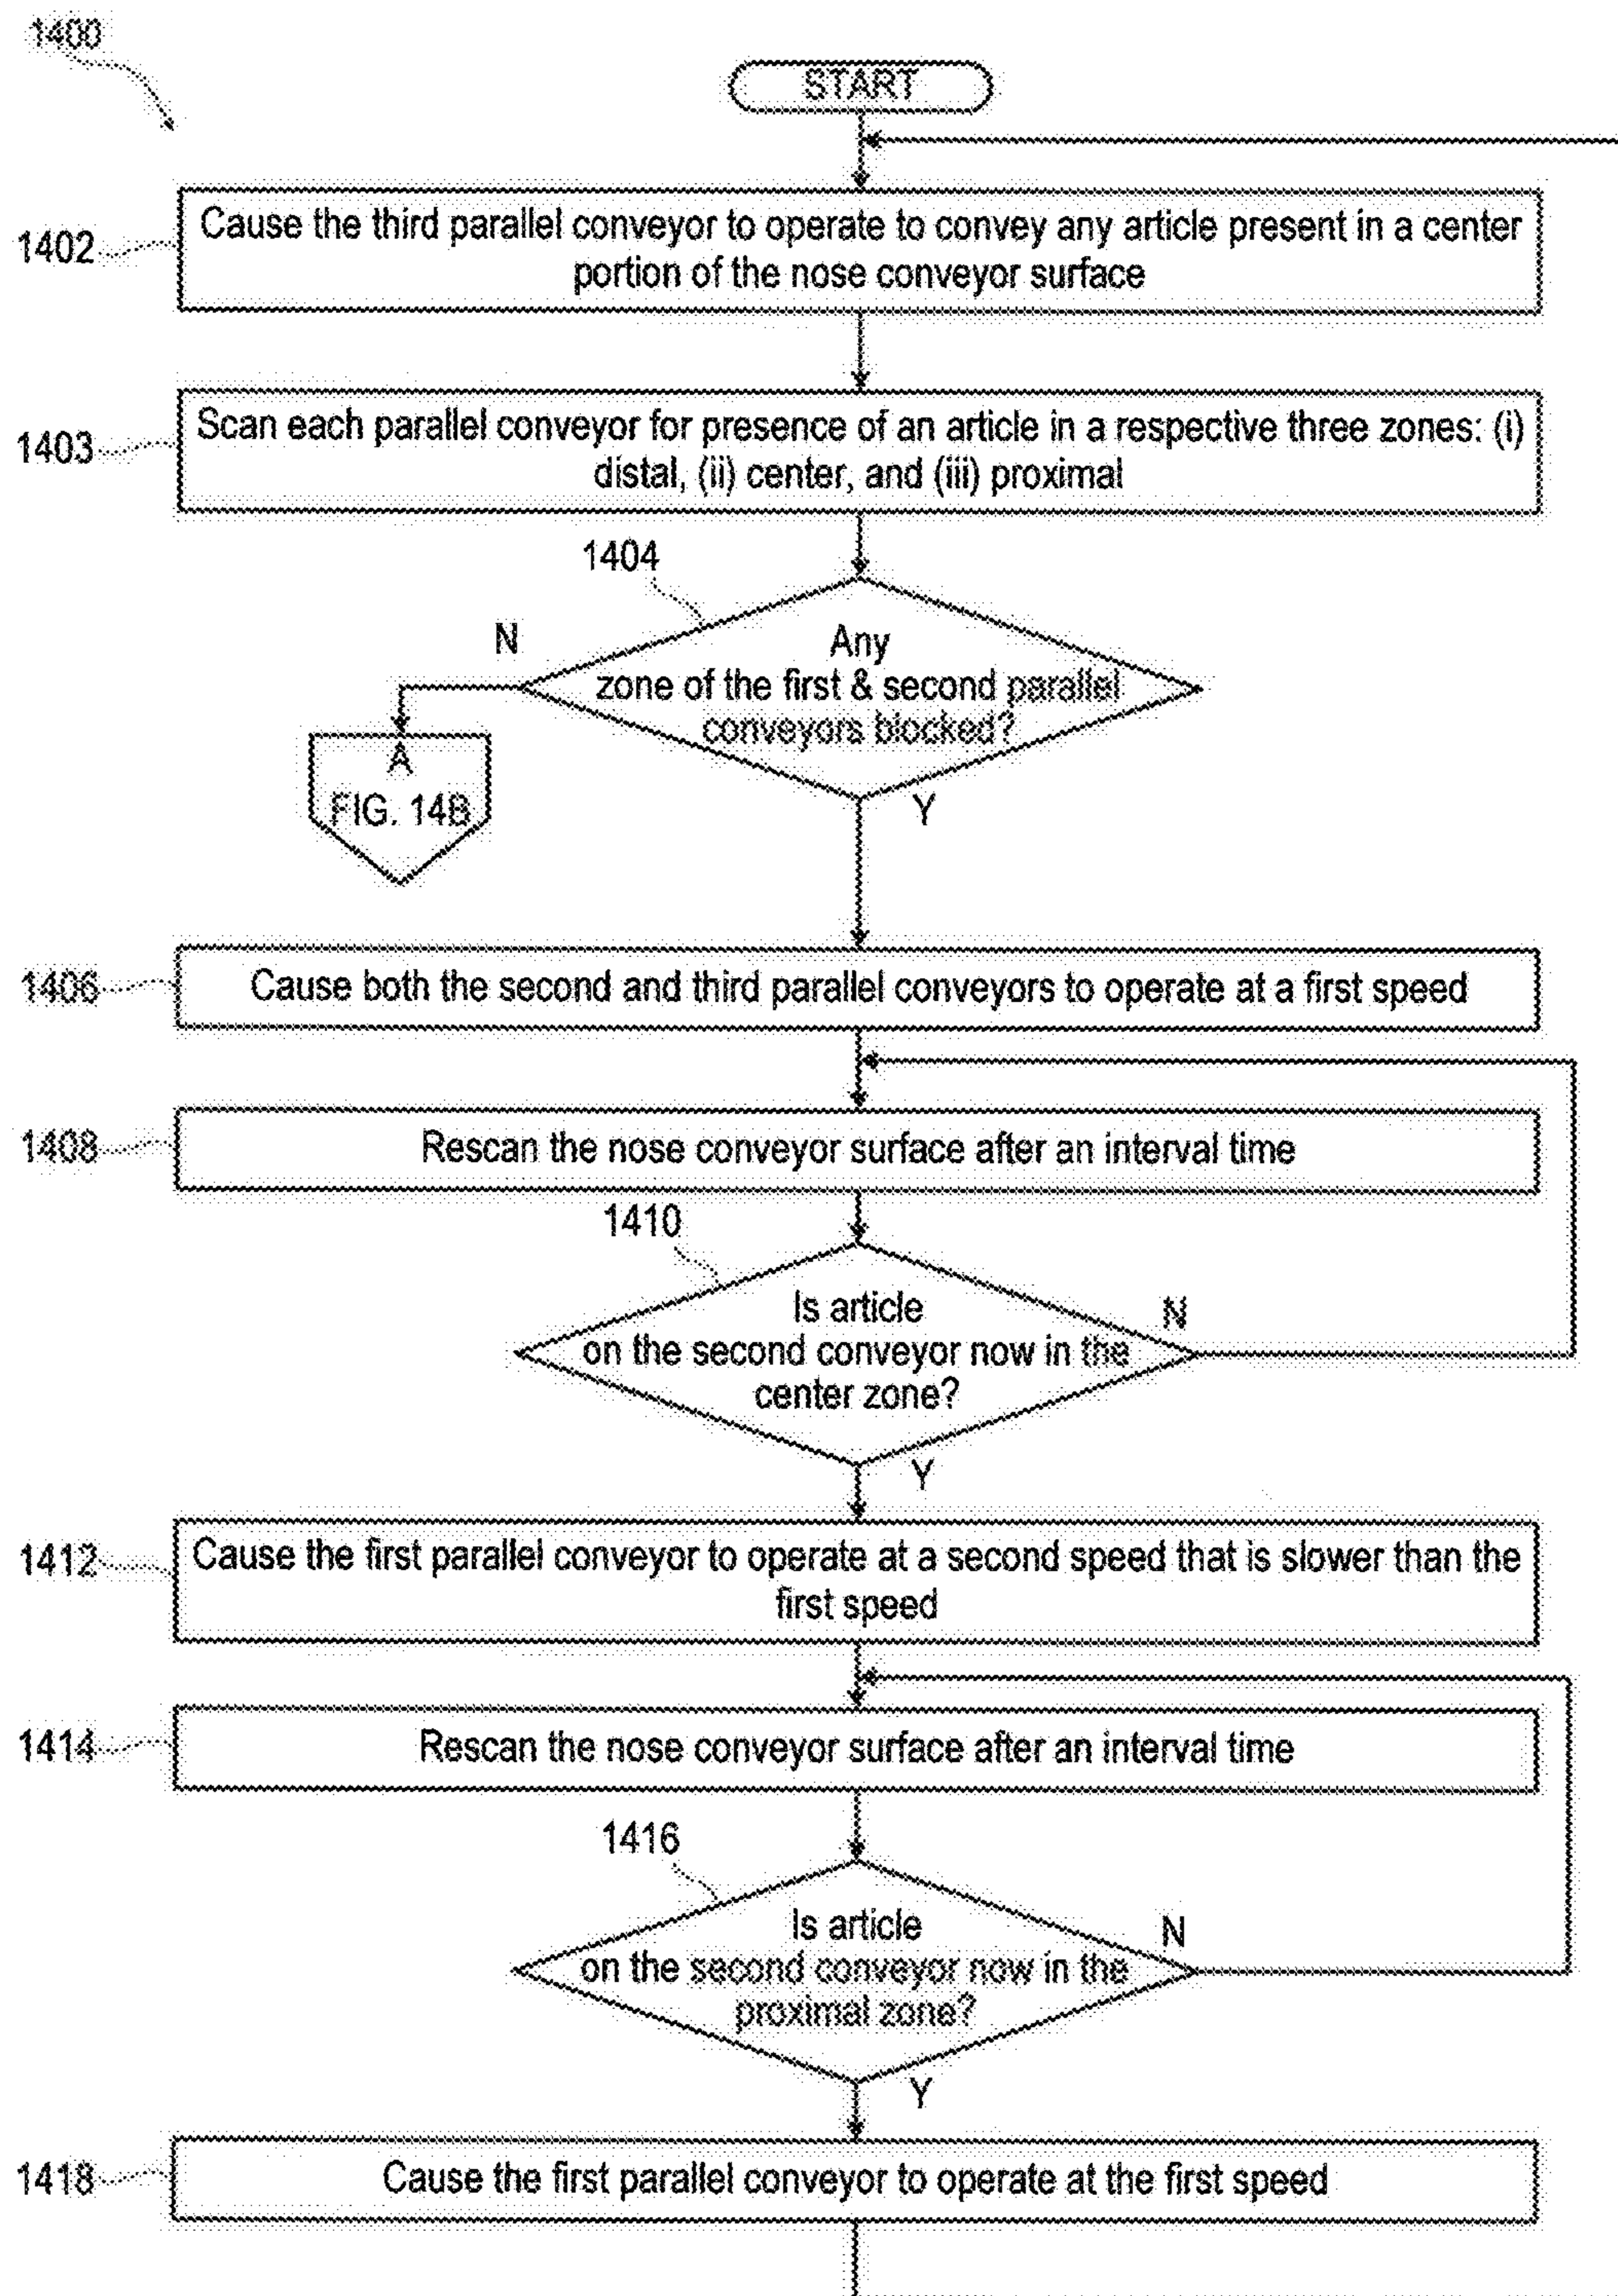 1400
START
1402
Cause the third parallel conveyor to operate to convey any article present in a center
portion of the nose conveyor surface
1403
Scan each parallel conveyor for presence of an article in a respective three zones: (i)
distal, (ii) center, and (iii) proximal
1404
N
Any
zone of the first & second parallel
conveyors blocked?
A
FIG. 14B
Y
1406
Cause both the second and third parallel conveyors to operate at a first speed
1408
Rescan the nose conveyor surface after an interval time
1410
Is article
on the second conveyor now in the
center zone?
N
Y
1412
Cause the first parallel conveyor to operate at a second speed that is slower than the
first speed
1414
Rescan the nose conveyor surface after an interval time
1416
Is article
on the second conveyor now in the
proximal zone?
N
Y
1418
Cause the first parallel conveyor to operate at the first speed